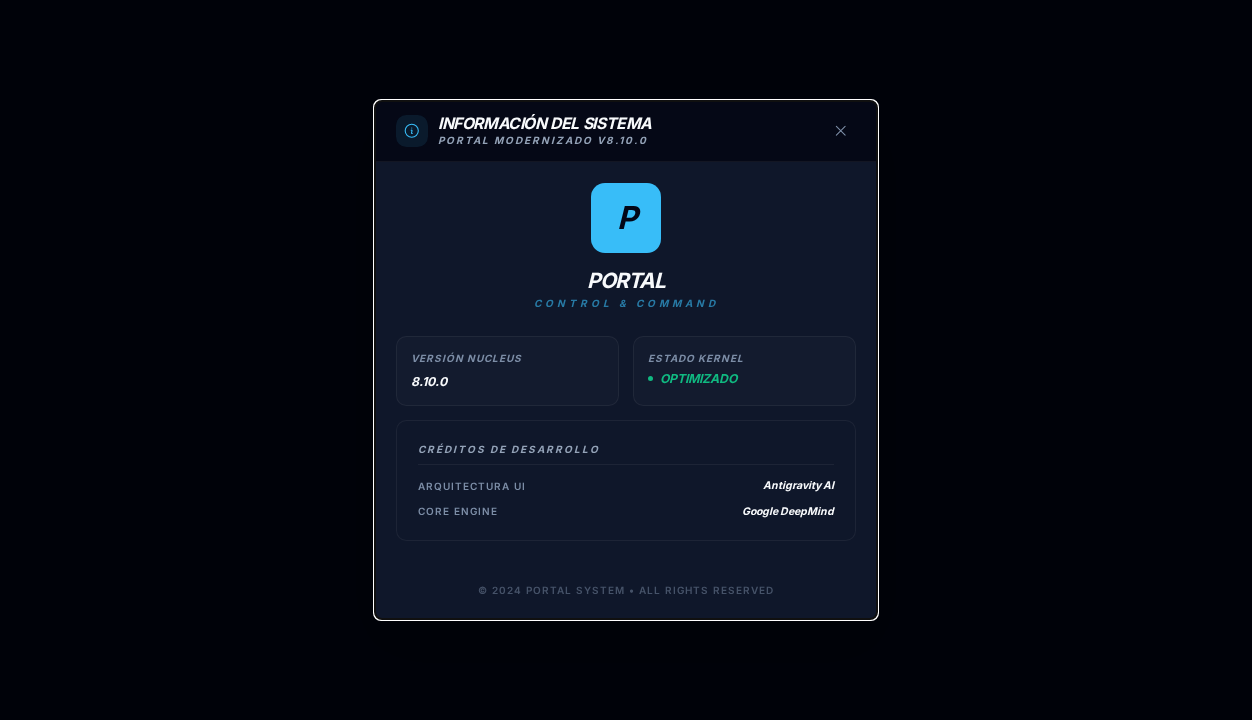 INFORMACIÓN DEL SISTEMA
PORTAL MODERNIZADO V8.10.0
P
PORTAL
CONTROL & COMMAND
VERSIÓN NUCLEUS
8.10.0
ESTADO KERNEL
OPTIMIZADO
CRÉDITOS DE DESARROLLO
ARQUITECTURA UI Antigravity AI
CORE ENGINE Google DeepMind
© 2024 PORTAL SYSTEM • ALL RIGHTS RESERVED